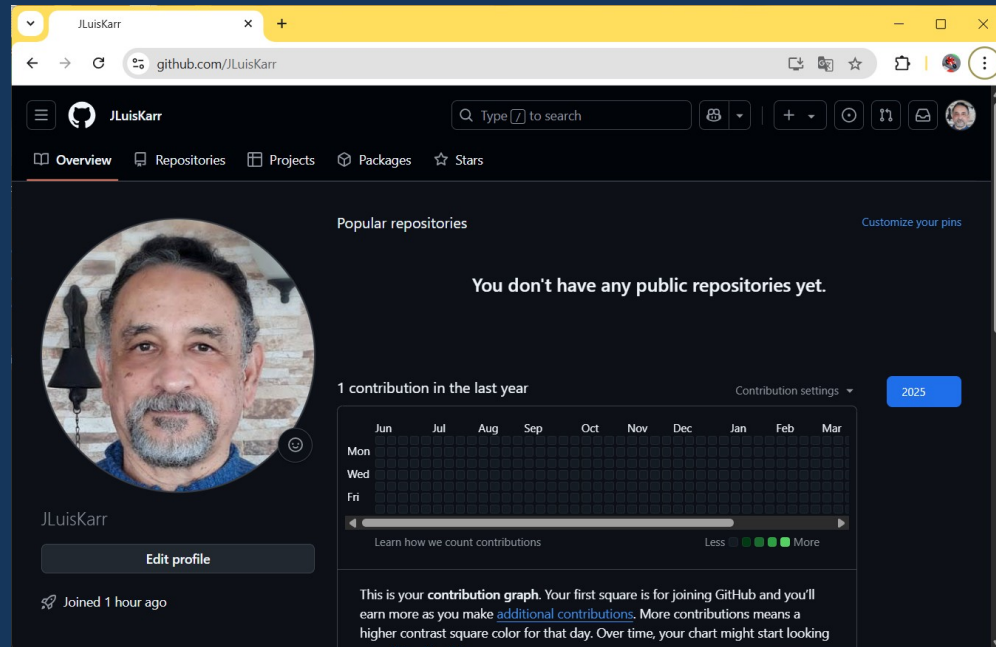 JLuisKarr
github.com/JLuisKarr
JLuisKarr
Type / to search
Overview Repositories Projects Packages Stars
Popular repositories
Customize your pins
You don't have any public repositories yet.
1 contribution in the last year
Contribution settings
2025
Jun Jul Aug Sep Oct Nov Dec Jan Feb Mar
Mon
Wed
Fri
Learn how we count contributions
Less More
JLuisKarr
Edit profile
Joined 1 hour ago
This is your contribution graph. Your first square is for joining GitHub and you'll
earn more as you make additional contributions. More contributions means a
higher contrast square color for that day. Over time, your chart might start looking